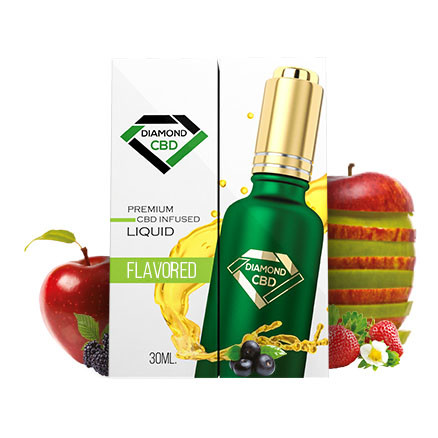 DIAMOND
CBD
PREMIUM
CBD INFUSED
LIQUID
FLAVORED
30ML.
DIAMOND
CBD